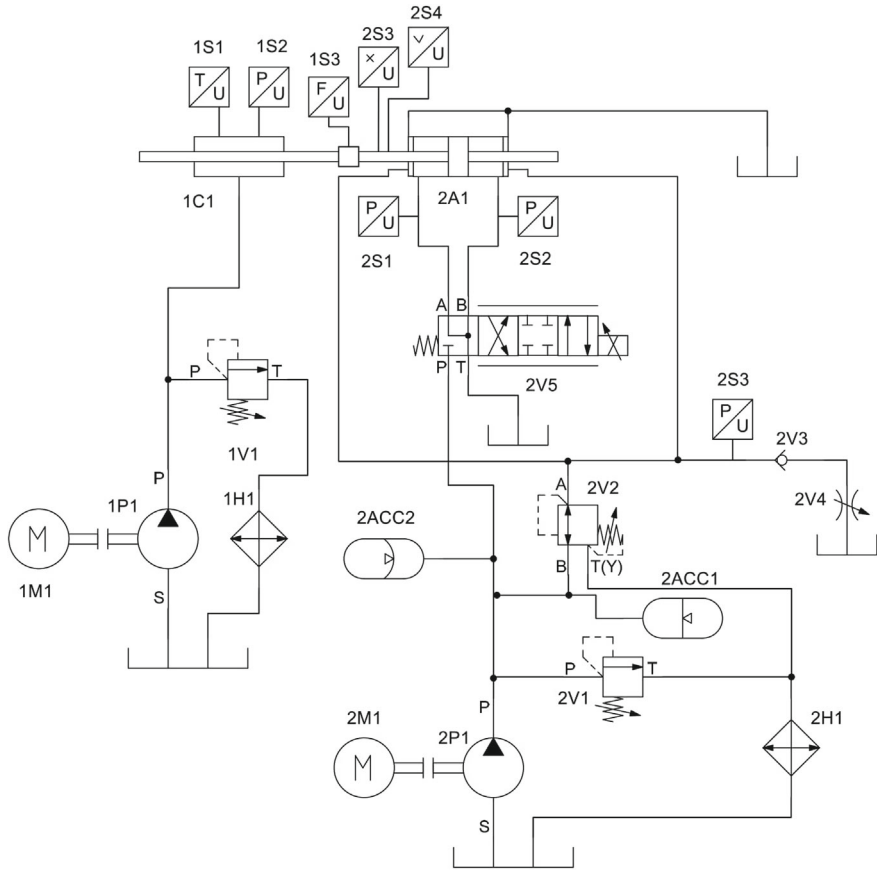 2S4
2S3
1S1
1S2
1S3
V
U
X
U
T
U
P
U
F
U
1C1
2A1
P
U
P
U
2S1
2S2
A
B
P
T
2V5
P
T
1V1
2S3
P
U
2V3
2V4
P
1P1
1H1
A
2V2
2ACC2
M
1M1
B
T(Y)
2ACC1
S
P
T
2V1
P
2M1
2P1
2H1
M
S